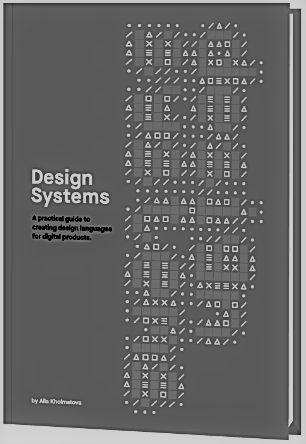 Design
Systems
A practical guide to
creating design languages
for digital products.
by Alla Kholmatova